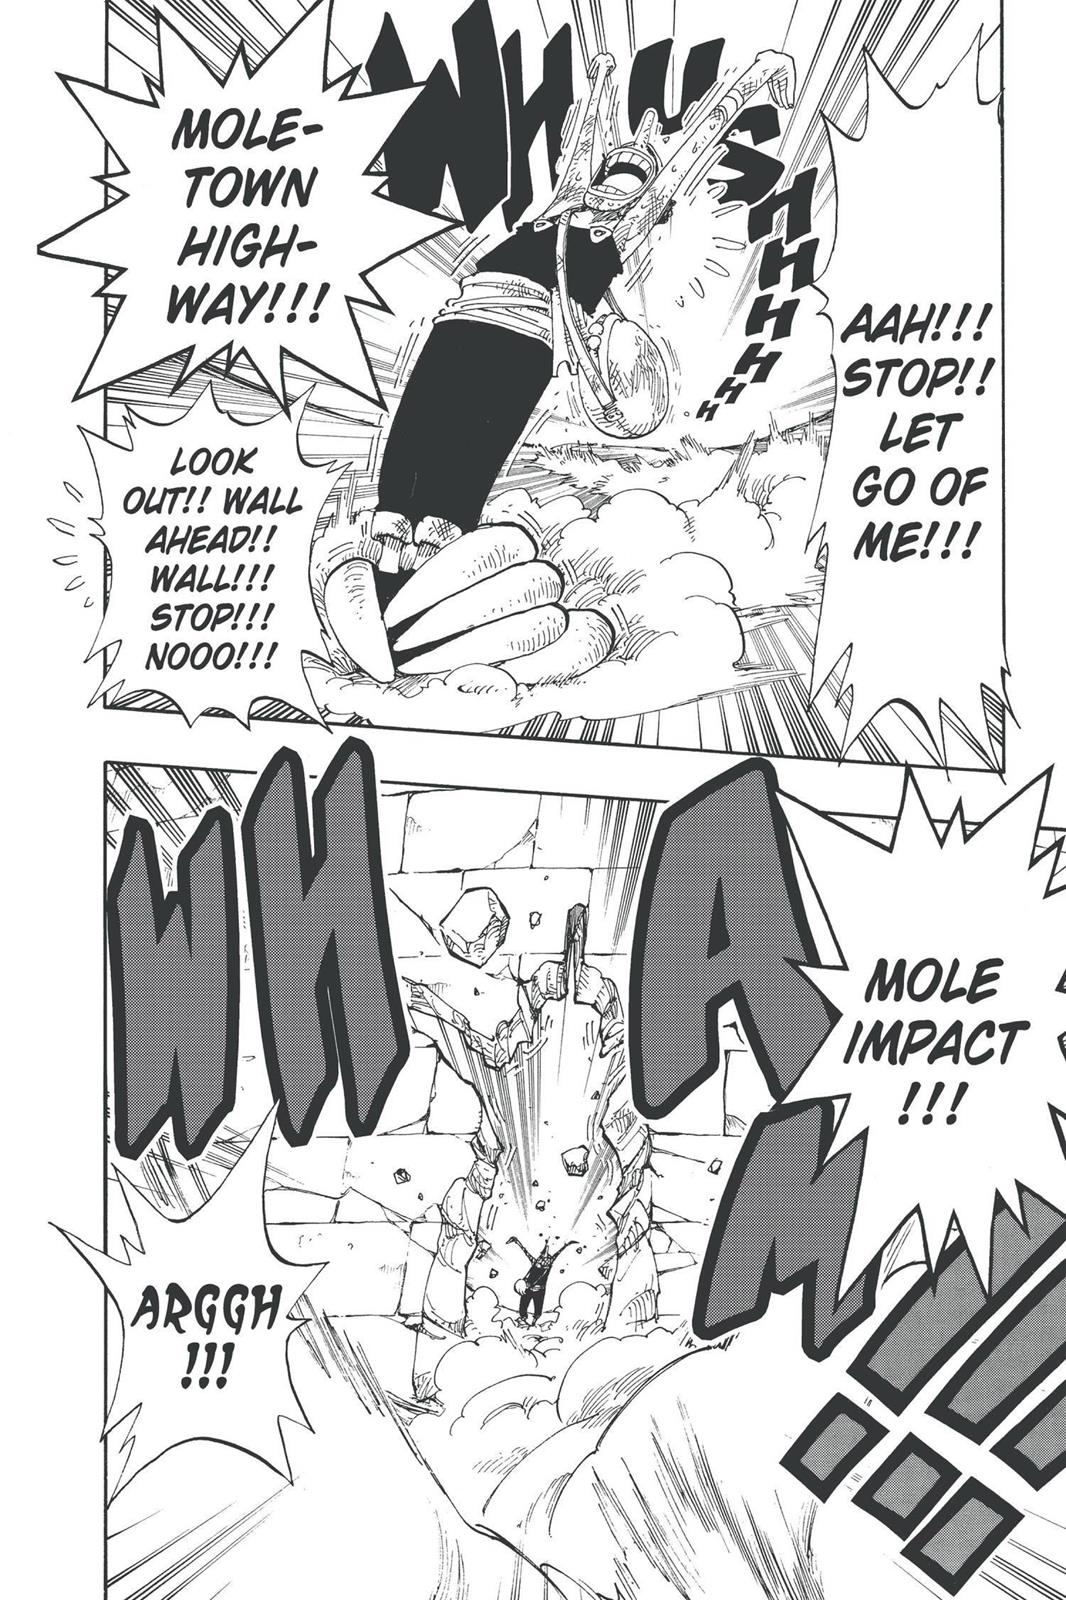 AAH!!!
STOP!!
LET
GO OF
ME!!!
WHUSHHHHHH
MOLE-
TOWN
HIGH-
WAY!!!
LOOK
OUT!! WALL
AHEAD!!
WALL!!!
STOP!!!
NOOO!!!
MOLE
IMPACT
!!!
WHAM!!!
ARGGH
!!!